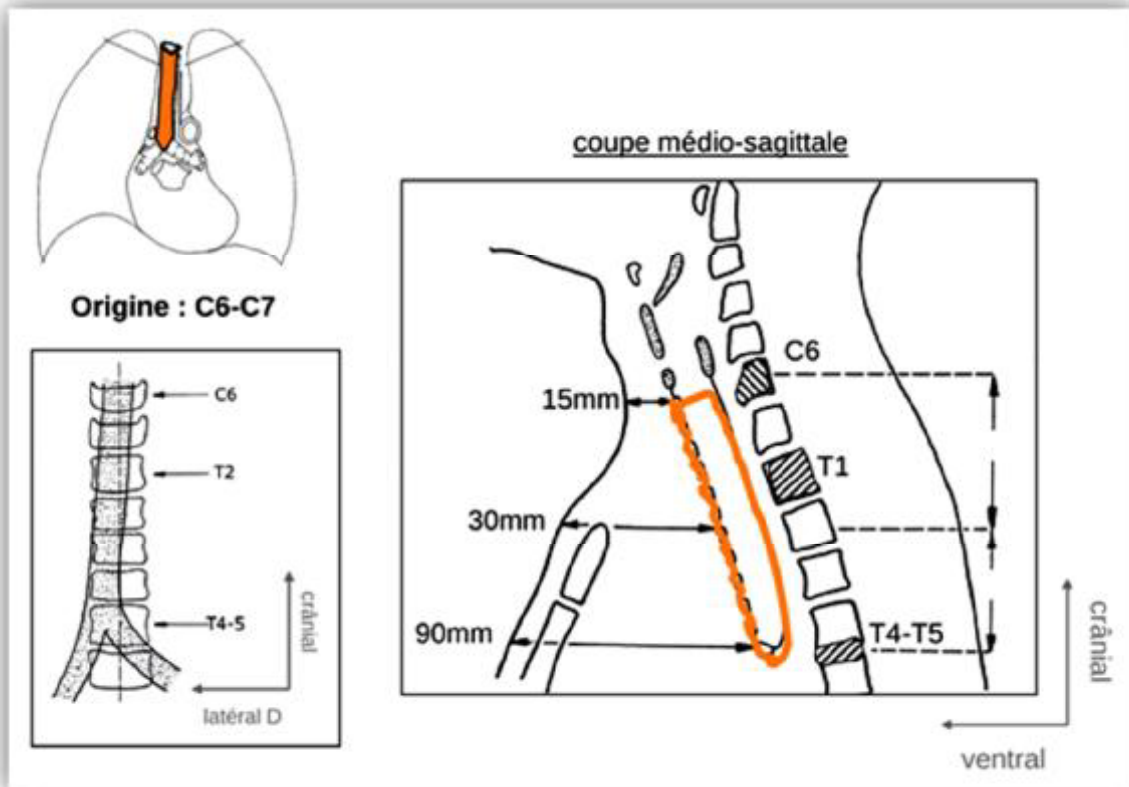 coupe médio-sagittale
Origine : C6-C7
C6
T2
T4-5
crânial
latéral D
C6
15mm
T1
30mm
90mm
T4-T5
crânial
ventral